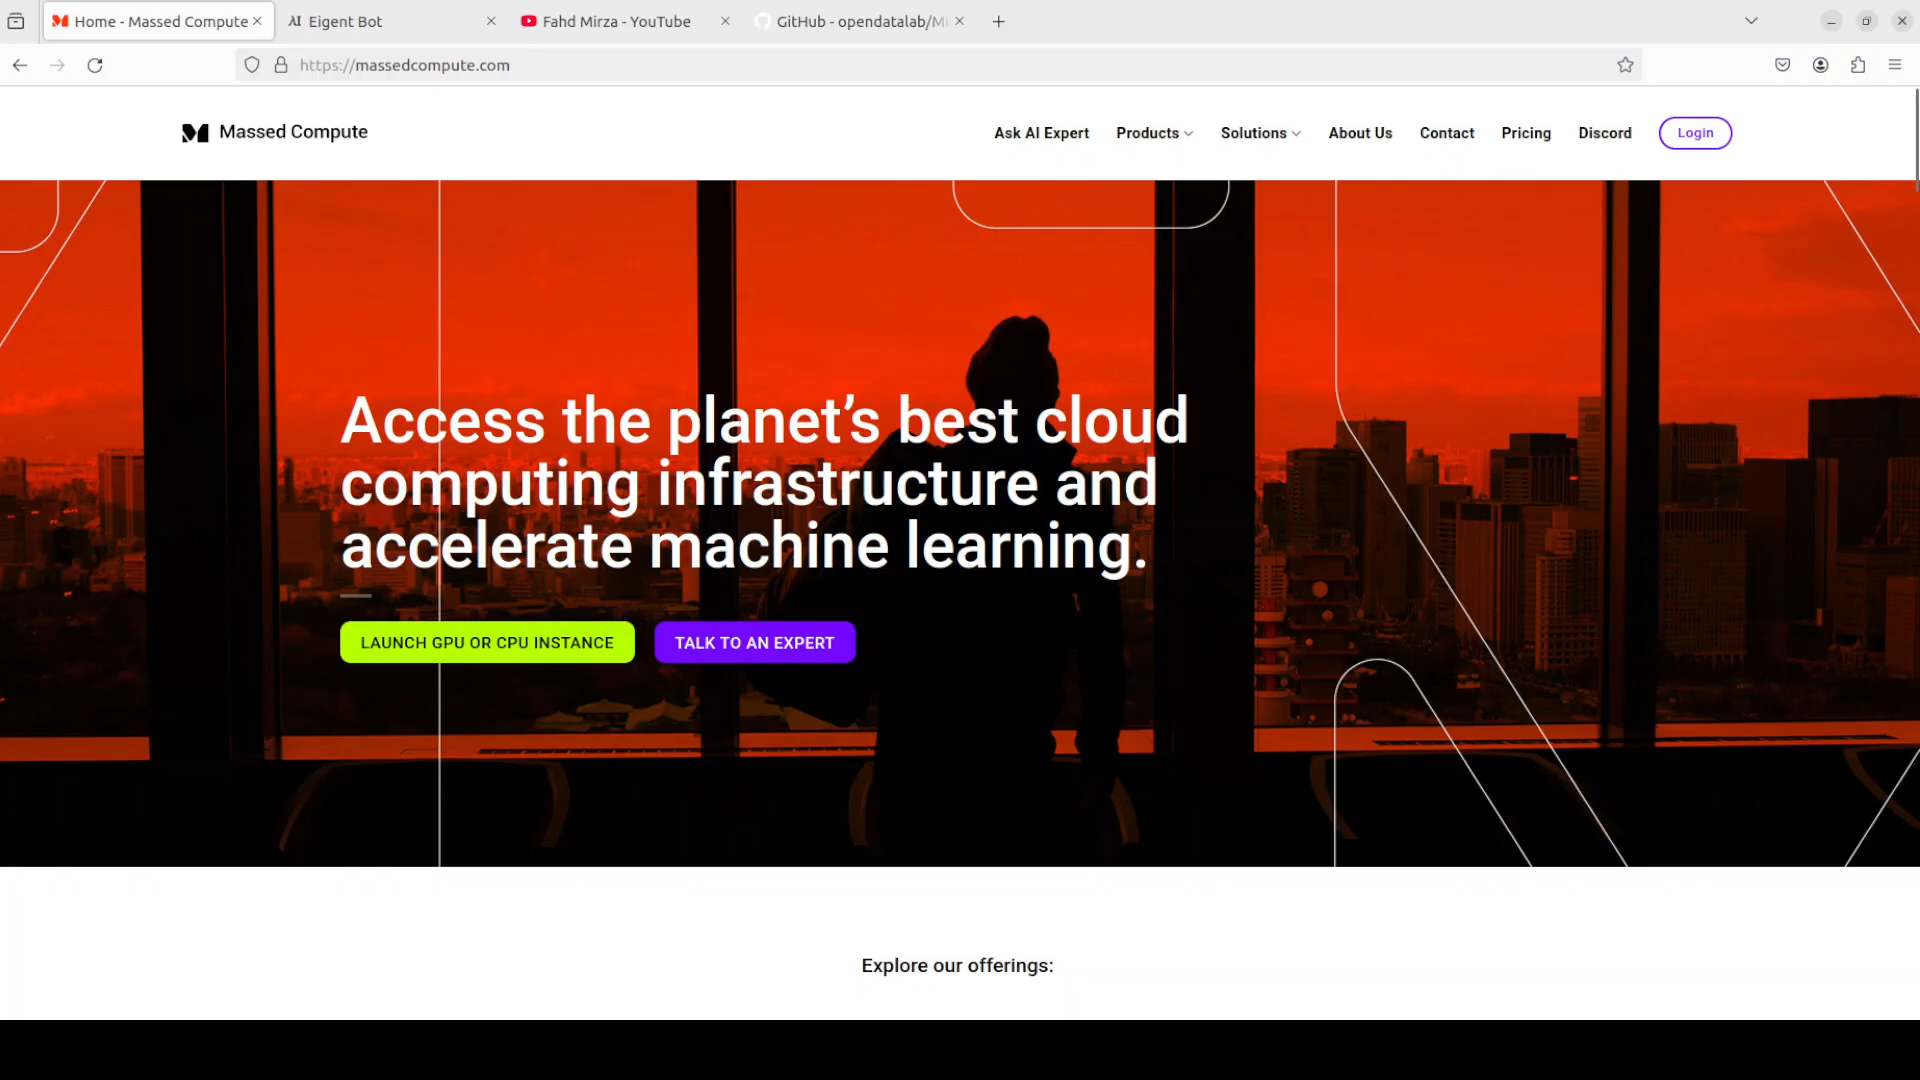 Home - Massed Compute
Eigent Bot
Fahd Mirza - YouTube
GitHub - opendatalab/Mi
https://massedcompute.com
Massed Compute
Ask AI Expert
Products
Solutions
About Us
Contact
Pricing
Discord
Login
Access the planet’s best cloud
computing infrastructure and
accelerate machine learning.
LAUNCH GPU OR CPU INSTANCE
TALK TO AN EXPERT
Explore our offerings: